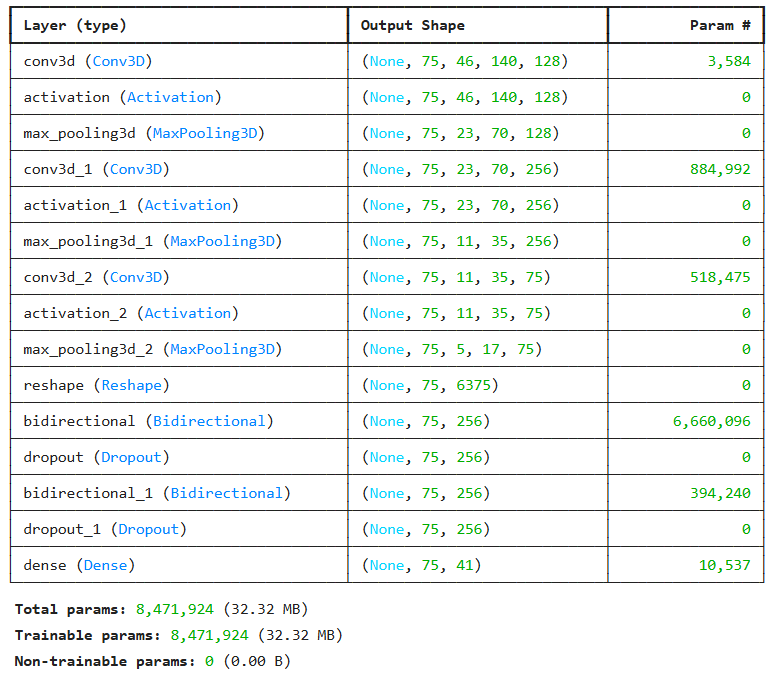 Layer (type) Output Shape Param #
conv3d (Conv3D) (None, 75, 46, 140, 128) 3,584
activation (Activation) (None, 75, 46, 140, 128) 0
max_pooling3d (MaxPooling3D) (None, 75, 23, 70, 128) 0
conv3d_1 (Conv3D) (None, 75, 23, 70, 256) 884,992
activation_1 (Activation) (None, 75, 23, 70, 256) 0
max_pooling3d_1 (MaxPooling3D) (None, 75, 11, 35, 256) 0
conv3d_2 (Conv3D) (None, 75, 11, 35, 75) 518,475
activation_2 (Activation) (None, 75, 11, 35, 75) 0
max_pooling3d_2 (MaxPooling3D) (None, 75, 5, 17, 75) 0
reshape (Reshape) (None, 75, 6375) 0
bidirectional (Bidirectional) (None, 75, 256) 6,660,096
dropout (Dropout) (None, 75, 256) 0
bidirectional_1 (Bidirectional) (None, 75, 256) 394,240
dropout_1 (Dropout) (None, 75, 256) 0
dense (Dense) (None, 75, 41) 10,537
Total params: 8,471,924 (32.32 MB)
Trainable params: 8,471,924 (32.32 MB)
Non-trainable params: 0 (0.00 B)